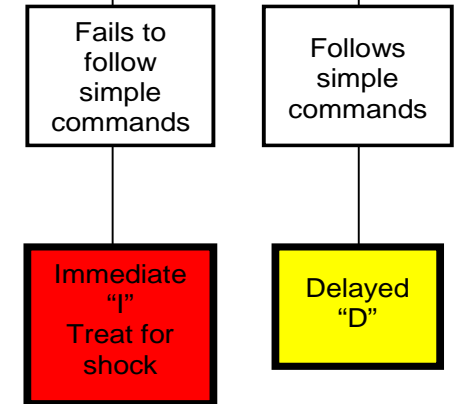 Fails to
follow
simple
commands
Follows
simple
commands
Immediate
“I”
Treat for
shock
Delayed
“D”